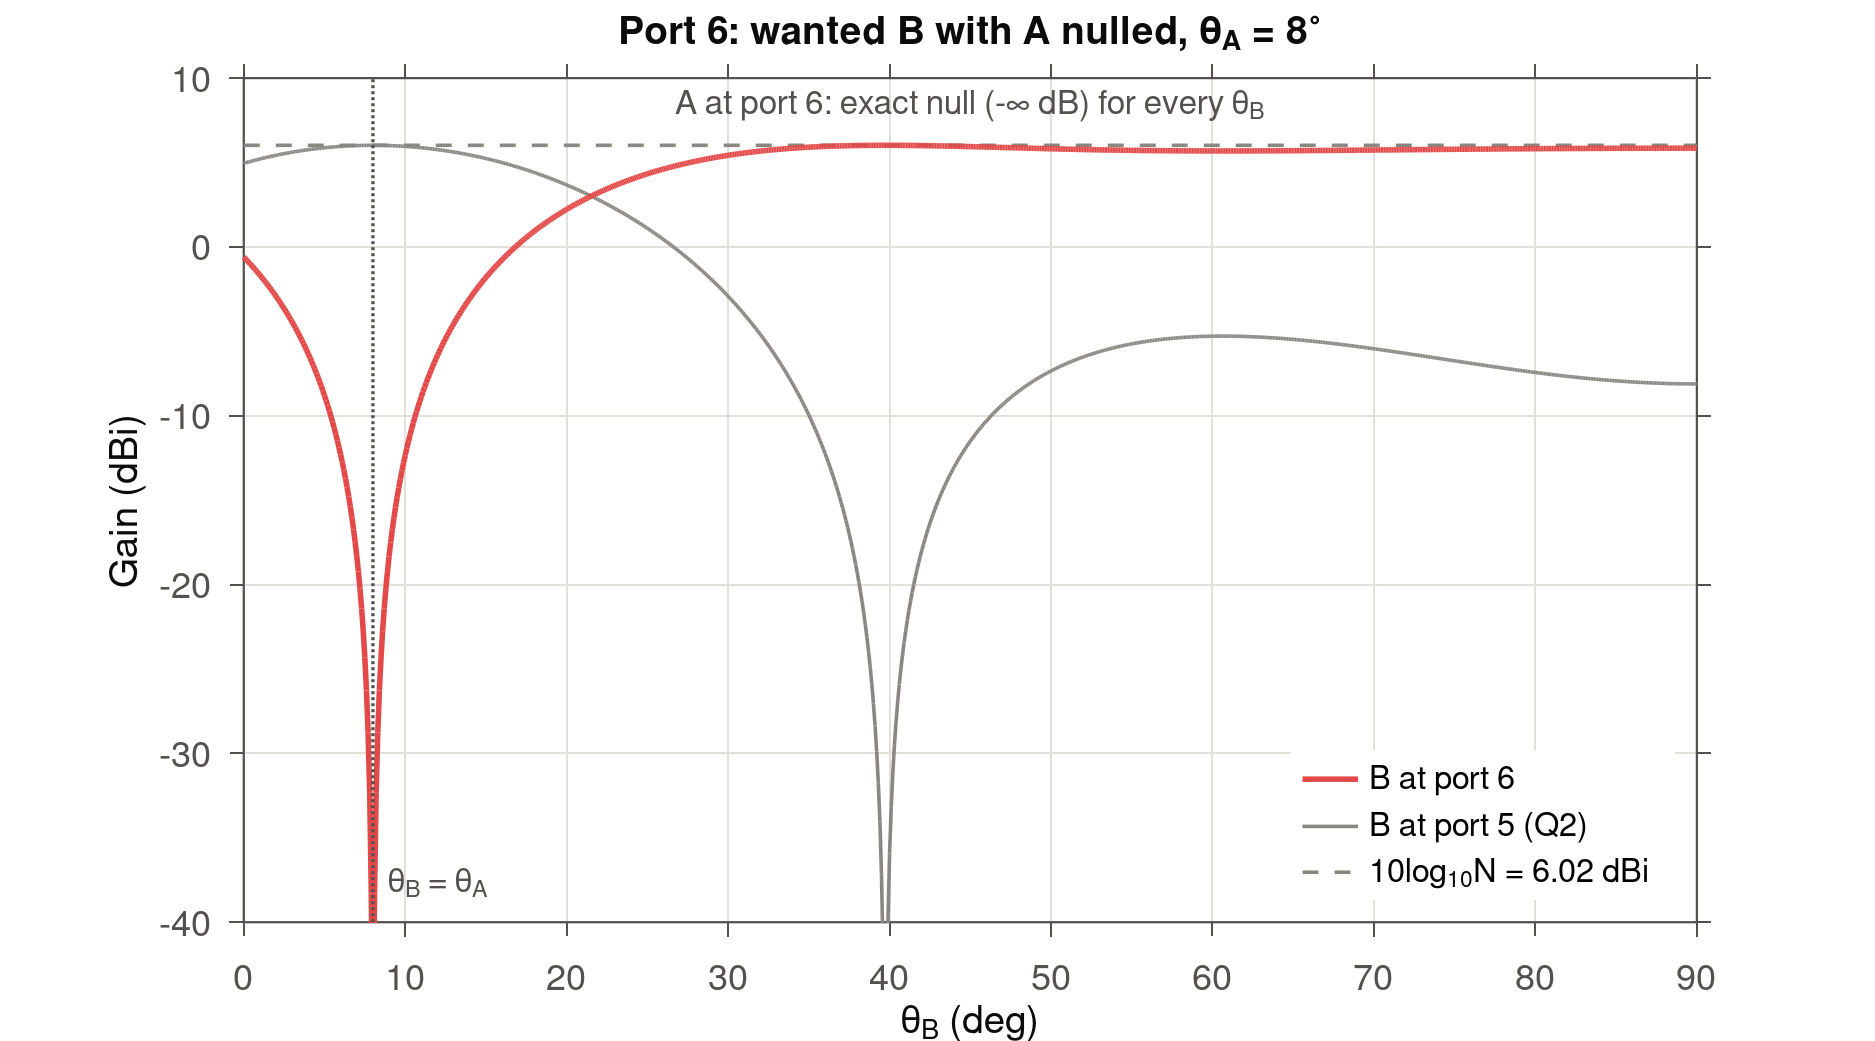 Port 6: wanted B with A nulled, θA = 8°
A at port 6: exact null (-∞ dB) for every θB
10
0
-10
-20
-30
-40
Gain (dBi)
θB = θA
B at port 6
B at port 5 (Q2)
10log10N = 6.02 dBi
0 10 20 30 40 50 60 70 80 90
θB (deg)